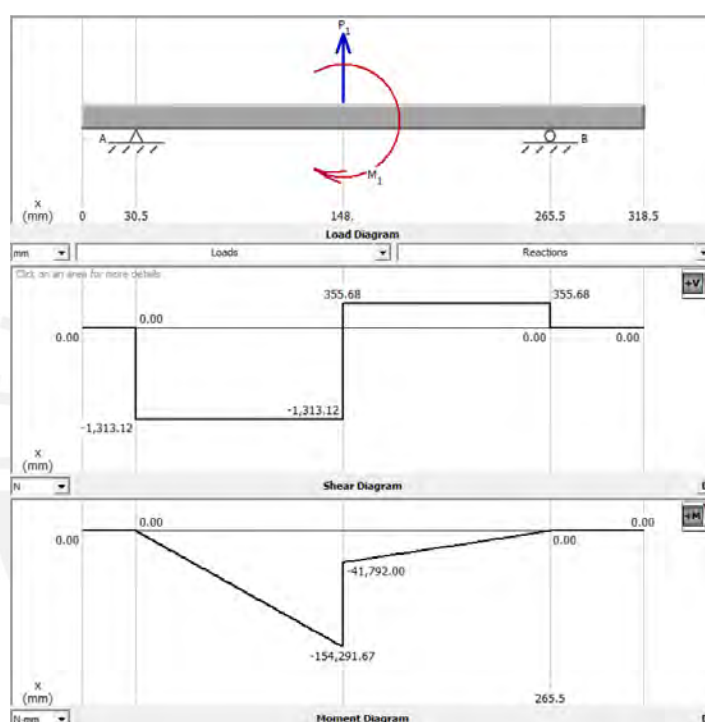 P1
A
B
M1
x
(mm) 0 30.5 148. 265.5 318.5
Load Diagram
mm Loads Reactions
Click on an area for more details
+V
355.68 355.68
0.00
0.00 0.00 0.00
-1,313.12
-1,313.12
x
(mm)
N Shear Diagram
+M
0.00 0.00
0.00 0.00
-41,792.00
-154,291.67
x
(mm) 265.5
N-mm Moment Diagram